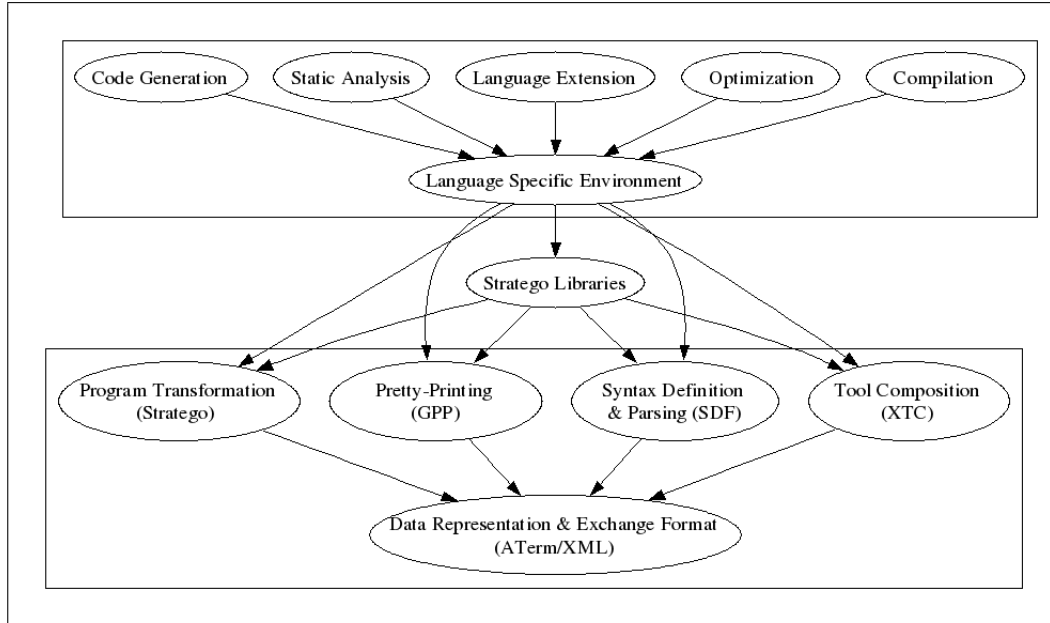 Code Generation
Static Analysis
Language Extension
Optimization
Compilation
Language Specific Environment
Stratego Libraries
Program Transformation
(Stratego)
Pretty-Printing
(GPP)
Syntax Definition
& Parsing (SDF)
Tool Composition
(XTC)
Data Representation & Exchange Format
(ATerm/XML)